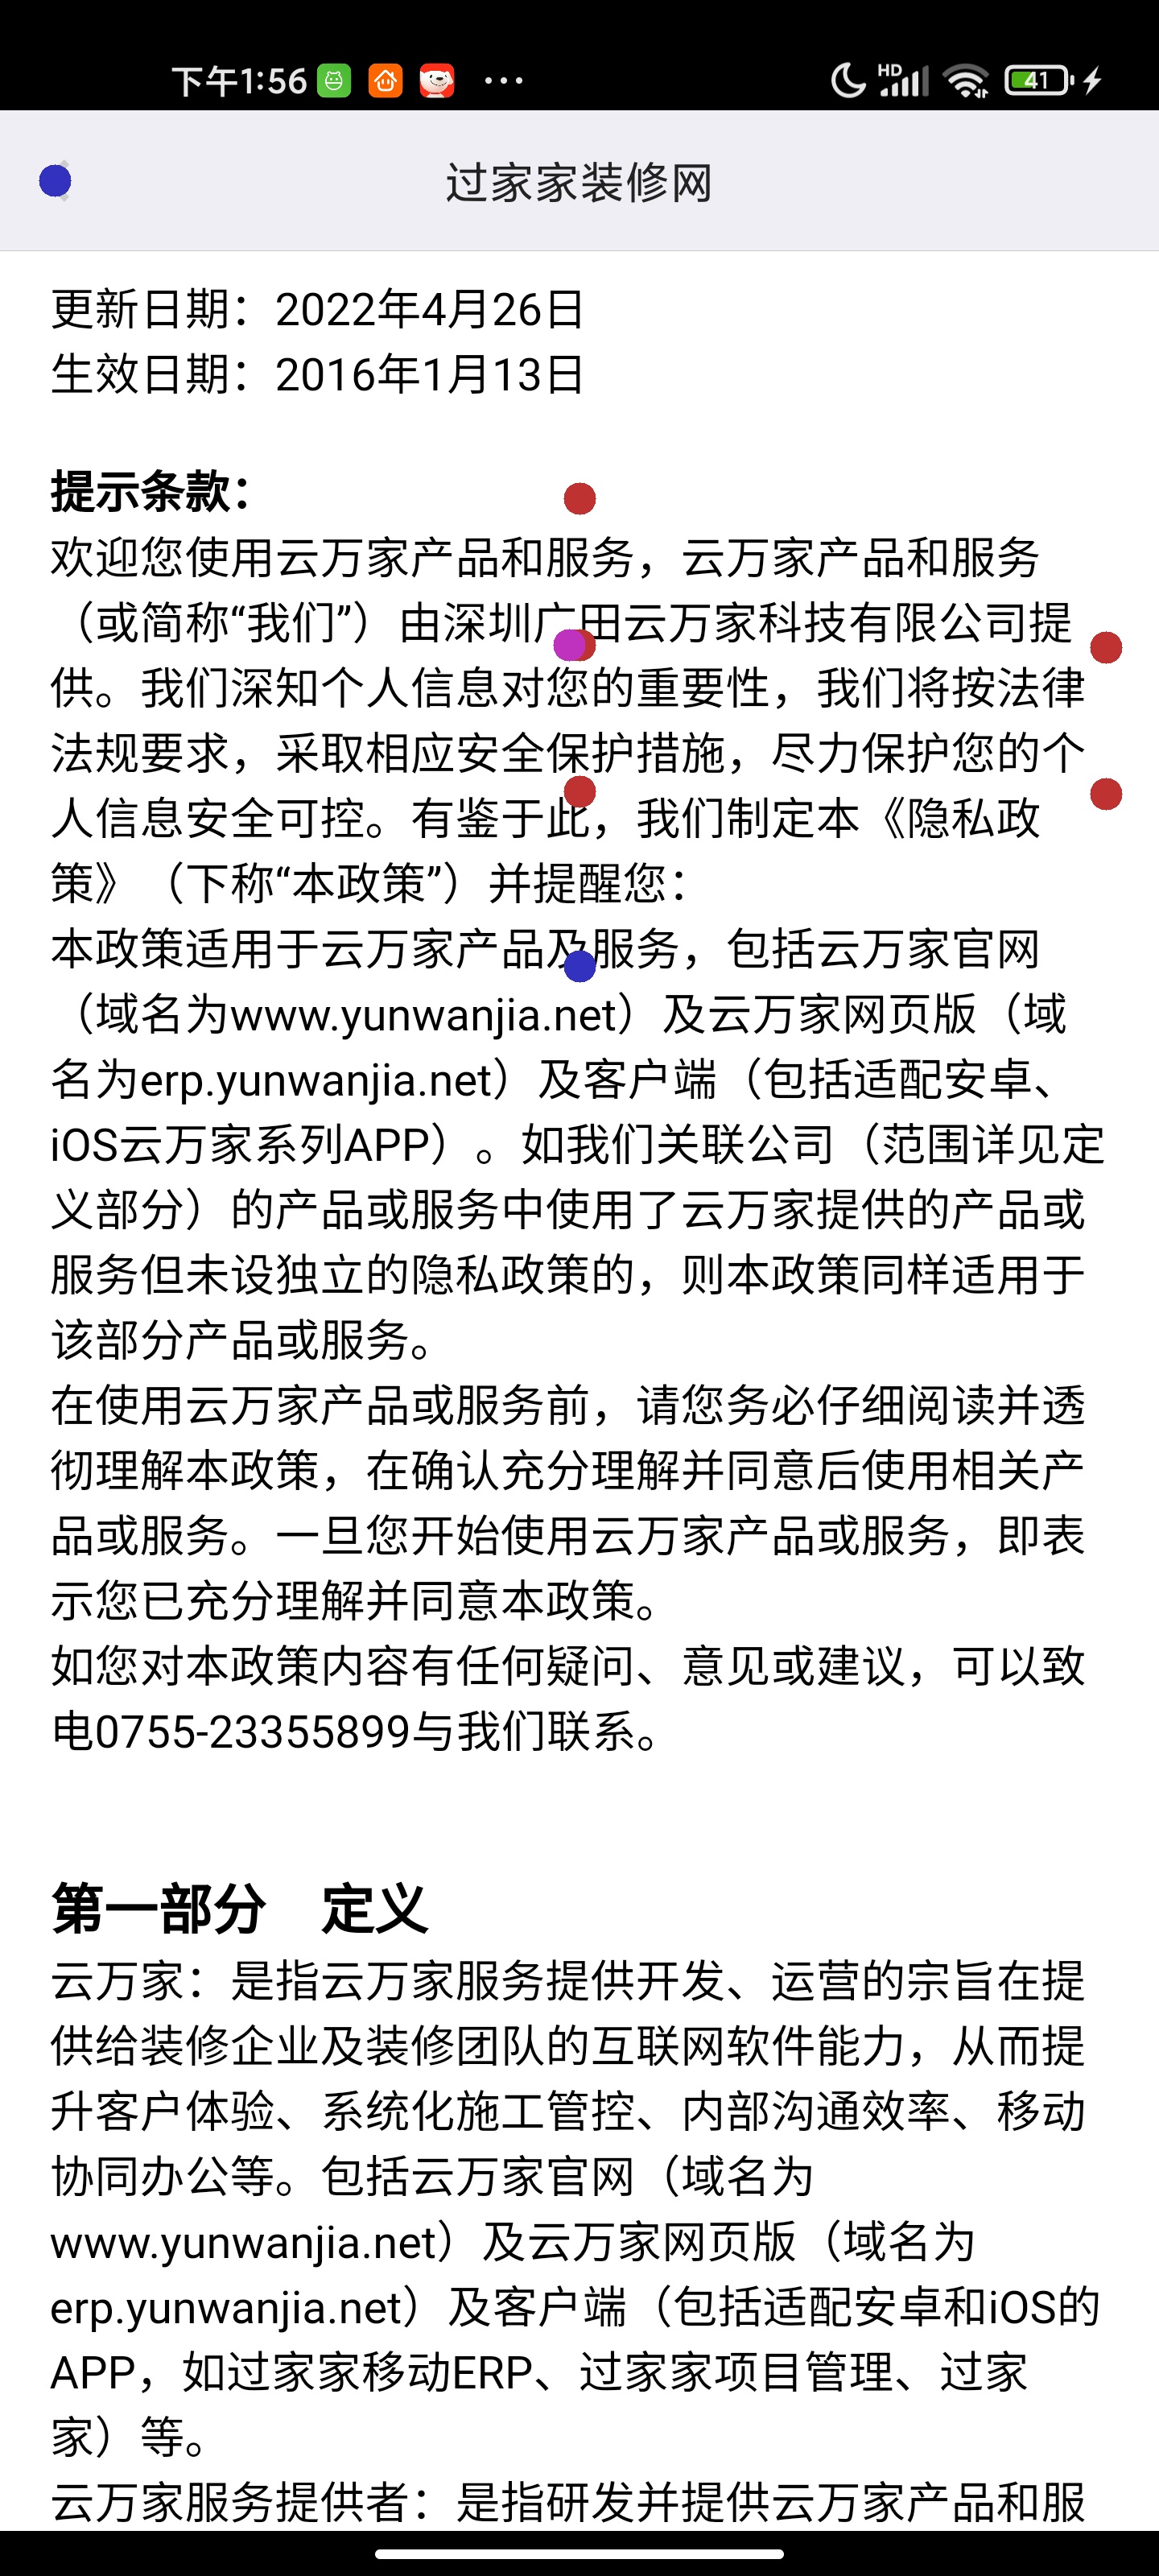 下午1:56
HD
41
过家家装修网
更新日期：2022年4月26日
生效日期：2016年1月13日
提示条款：
欢迎您使用云万家产品和服务，云万家产品和服务
（或简称“我们”）由深圳广田云万家科技有限公司提
供。我们深知个人信息对您的重要性，我们将按法律
法规要求，采取相应安全保护措施，尽力保护您的个
人信息安全可控。有鉴于此，我们制定本《隐私政
策》（下称“本政策”）并提醒您：
本政策适用于云万家产品及服务，包括云万家官网
（域名为www.yunwanjia.net）及云万家网页版（域
名为erp.yunwanjia.net）及客户端（包括适配安卓、
iOS云万家系列APP）。如我们关联公司（范围详见定
义部分）的产品或服务中使用了云万家提供的产品或
服务但未设独立的隐私政策的，则本政策同样适用于
该部分产品或服务。
在使用云万家产品或服务前，请您务必仔细阅读并透
彻理解本政策，在确认充分理解并同意后使用相关产
品或服务。一旦您开始使用云万家产品或服务，即表
示您已充分理解并同意本政策。
如您对本政策内容有任何疑问、意见或建议，可以致
电0755-23355899与我们联系。
第一部分　定义
云万家：是指云万家服务提供开发、运营的宗旨在提
供给装修企业及装修团队的互联网软件能力，从而提
升客户体验、系统化施工管控、内部沟通效率、移动
协同办公等。包括云万家官网（域名为
www.yunwanjia.net）及云万家网页版（域名为
erp.yunwanjia.net）及客户端（包括适配安卓和iOS的
APP，如过家家移动ERP、过家家项目管理、过家
家）等。
云万家服务提供者：是指研发并提供云万家产品和服